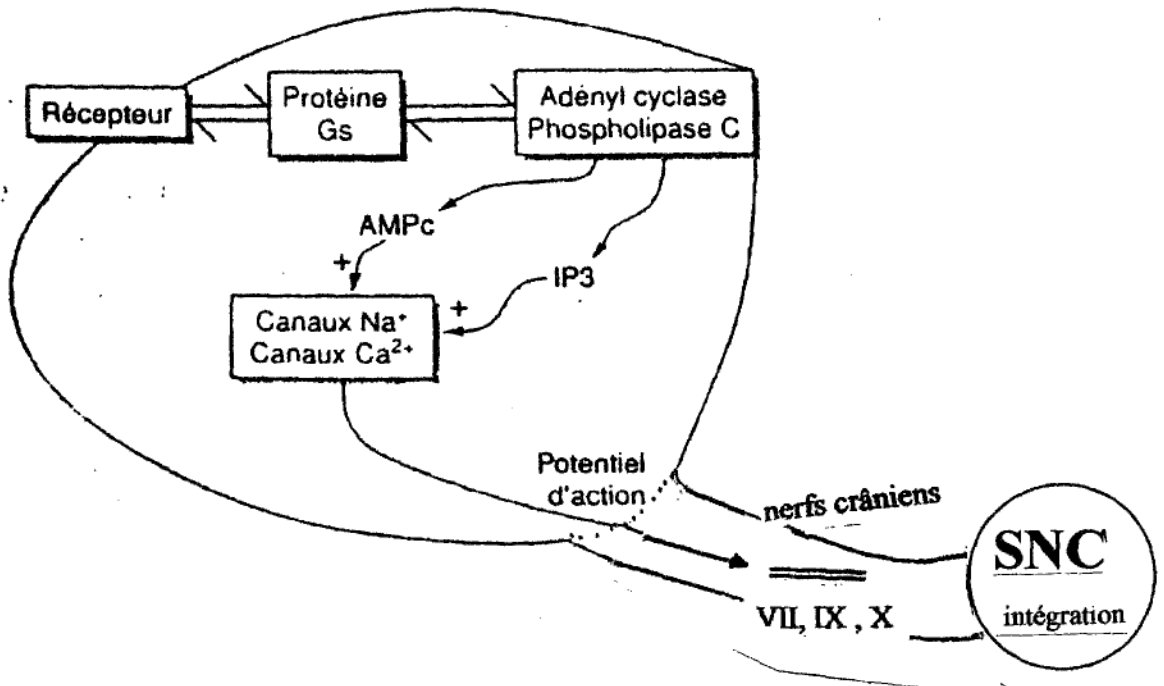 Récepteur
Protéine
Gs
Adényl cyclase
Phospholipase C
AMPc
+
IP3
+
Canaux Na⁺
Canaux Ca²⁺
Potentiel
d'action
nerfs crâniens
VII, IX , X
SNC
intégration